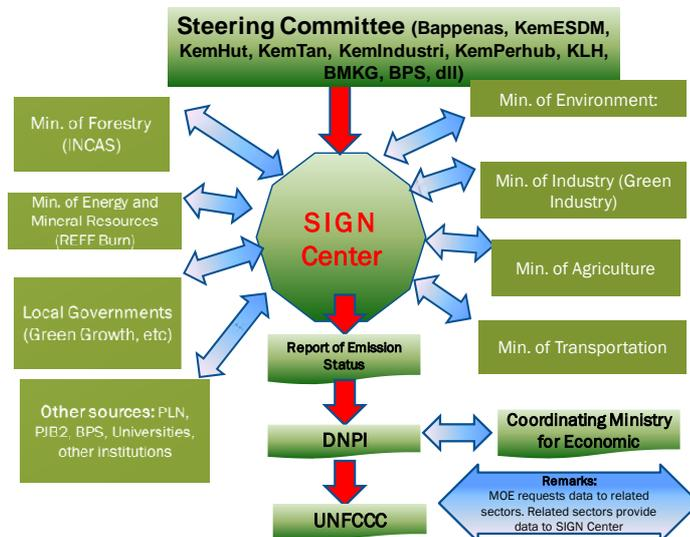 Steering Committee (Bappenas, KemESDM,
KemHut, KemTan, KemIndustri, KemPerhub, KLH,
BMKG, BPS, dll)
Min. of Forestry
(INCAS)
Min. of Environment:
Min. of Energy and
Mineral Resources
(REFF Burn)
Min. of Industry (Green
Industry)
SIGN
Center
Local Governments
(Green Growth, etc)
Min. of Agriculture
Min. of Transportation
Report of Emission
Status
Other sources: PLN,
PJB2, BPS, Universities,
other institutions
DNPI
Coordinating Ministry
for Economic
UNFCCC
Remarks:
MOE requests data to related
sectors. Related sectors provide
data to SIGN Center